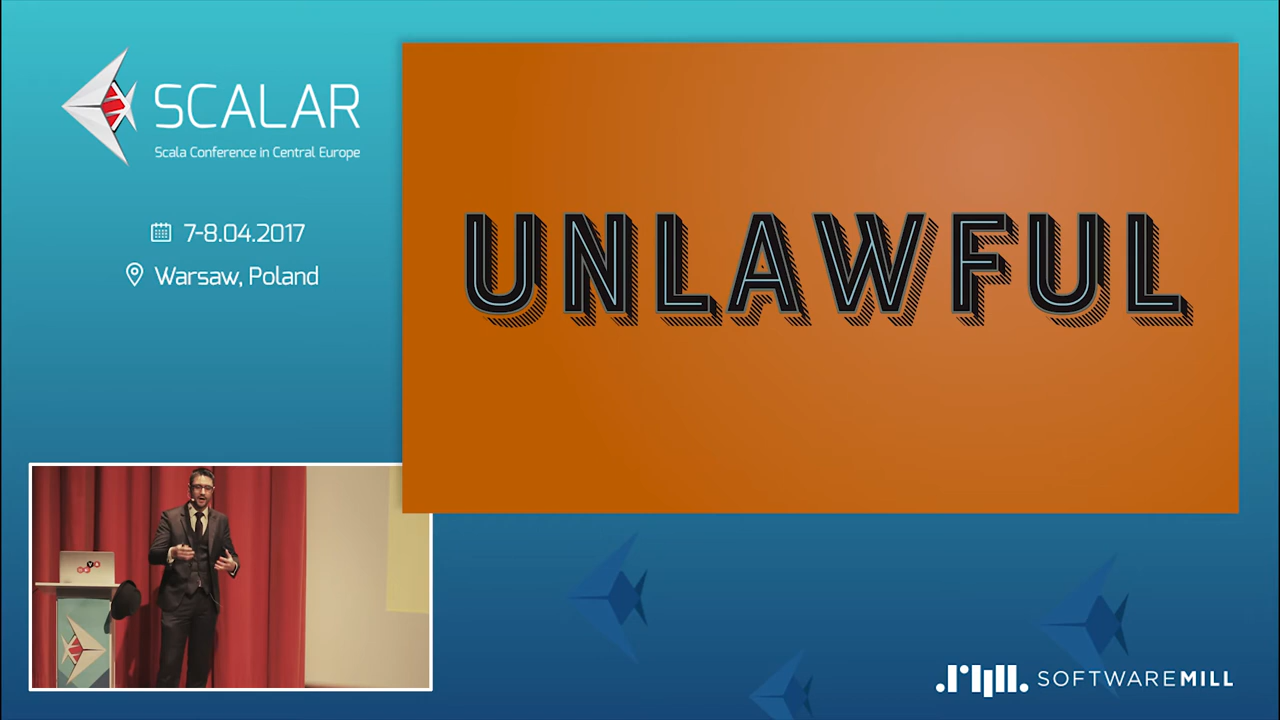 SCALAR
Scala Conference in Central Europe
7-8.04.2017
Warsaw, Poland
UNLAWFUL
SOFTWAREMILL